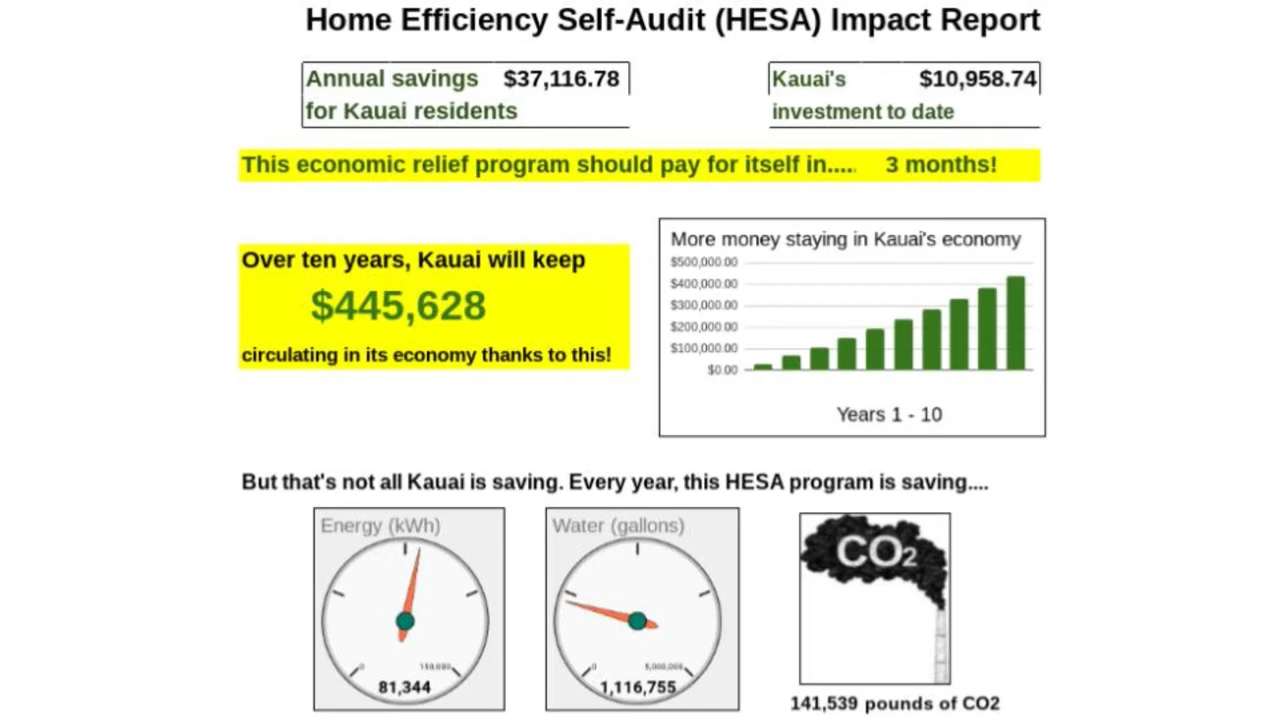 Home Efficiency Self-Audit (HESA) Impact Report
Annual savings $37,116.78
for Kauai residents
Kauai's $10,958.74
investment to date
This economic relief program should pay for itself in..... 3 months!
Over ten years, Kauai will keep
$445,628
circulating in its economy thanks to this!
More money staying in Kauai's economy
$500,000.00
$400,000.00
$300,000.00
$200,000.00
$100,000.00
$0.00
Years 1 - 10
But that's not all Kauai is saving. Every year, this HESA program is saving....
Energy (kWh)
0
81,344
Water (gallons)
0 5,000,000
1,116,755
CO2
141,539 pounds of CO2